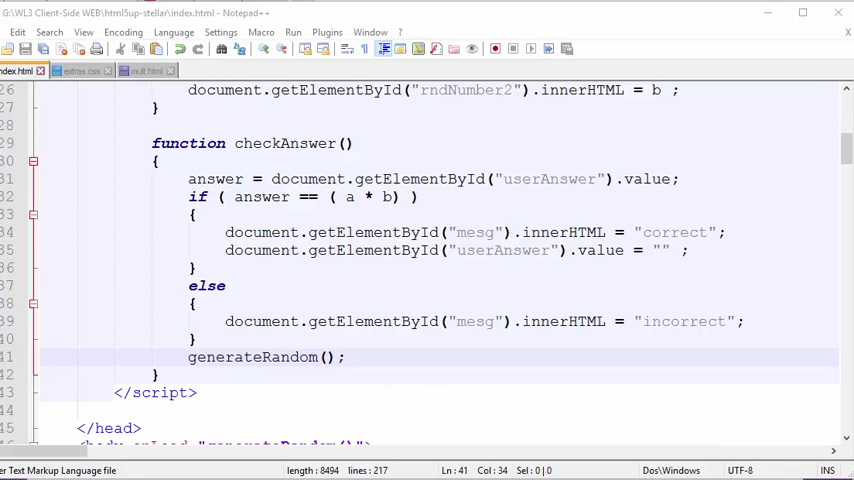 G:\WL3 Client-Side WEB\html5up-stellar\index.html - Notepad++
Edit Search View Encoding Language Settings Macro Run Plugins Window ? X
index.html extras.css mult.html
26 document.getElementById("rndNumber2").innerHTML = b ;
27 }
28
29 function checkAnswer()
30 {
31 answer = document.getElementById("userAnswer").value;
32 if ( answer == ( a * b) )
33 {
34 document.getElementById("mesg").innerHTML = "correct";
35 document.getElementById("userAnswer").value = "" ;
36 }
37 else
38 {
39 document.getElementById("mesg").innerHTML = "incorrect";
40 }
41 generateRandom();
42 }
43 </script>
44
45 </head>
46 <body onLoad="generateRandom()">
er Text Markup Language file length : 8494 lines : 217 Ln : 41 Col : 34 Sel : 0 | 0 Dos\Windows UTF-8 INS